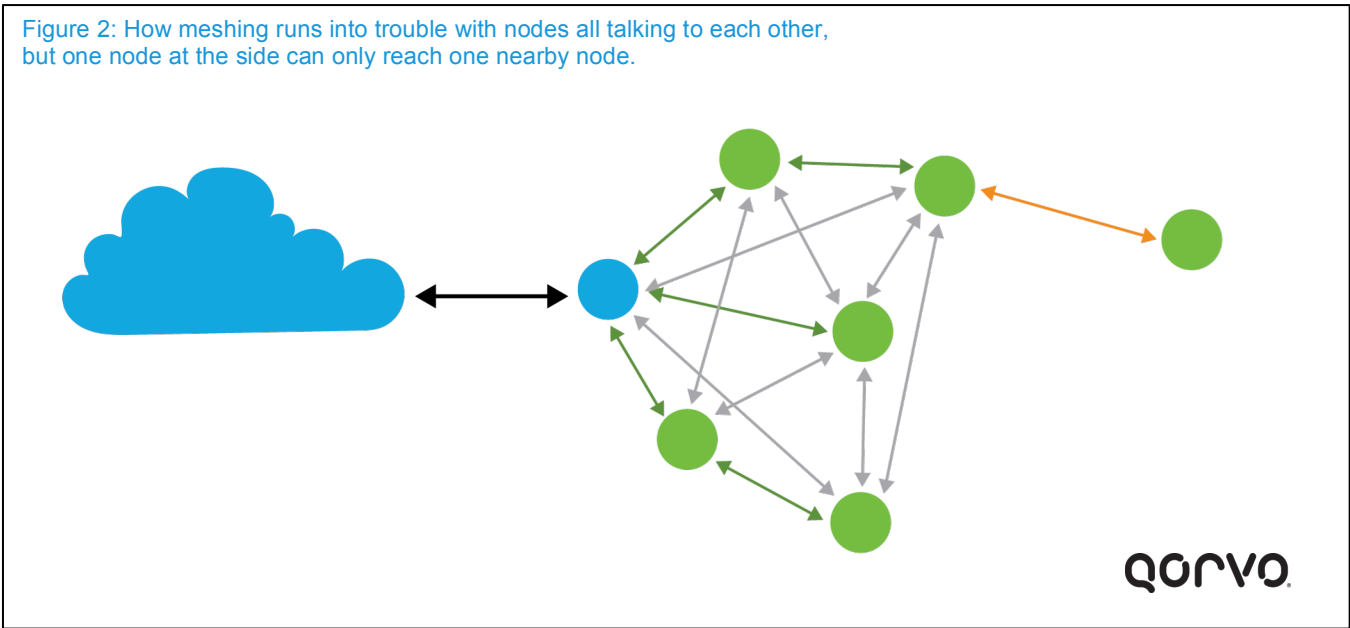 Figure 2: How meshing runs into trouble with nodes all talking to each other,
but one node at the side can only reach one nearby node.
QORVO